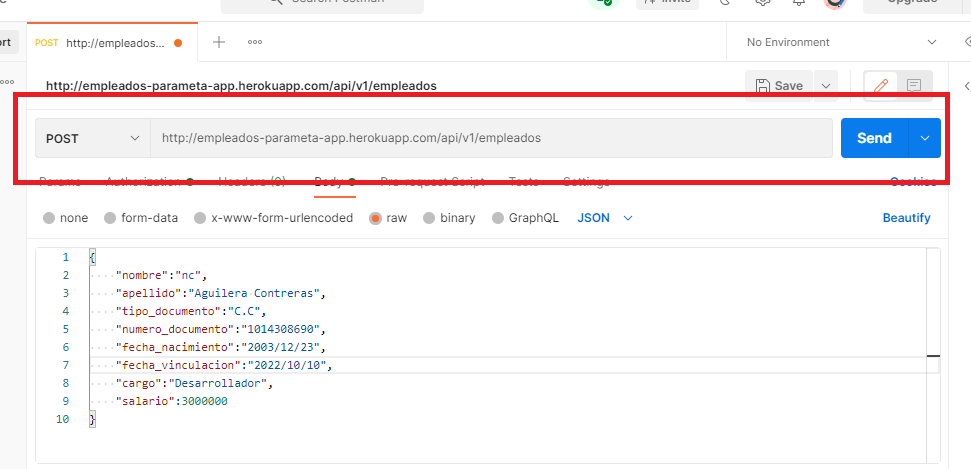 Search Postman
Invite
Upgrade
ort
POST http://empleados...
No Environment
http://empleados-parameta-app.herokuapp.com/api/v1/empleados
Save
POST
http://empleados-parameta-app.herokuapp.com/api/v1/empleados
Send
Params Authorization Headers (9) Body Pre-request Script Tests Settings Cookies
none form-data x-www-form-urlencoded raw binary GraphQL JSON Beautify
1 {
2 "nombre":"nc",
3 "apellido":"Aguilera Contreras",
4 "tipo_documento":"C.C",
5 "numero_documento":"1014308690",
6 "fecha_nacimiento":"2003/12/23",
7 "fecha_vinculacion":"2022/10/10",
8 "cargo":"Desarrollador",
9 "salario":3000000
10 }